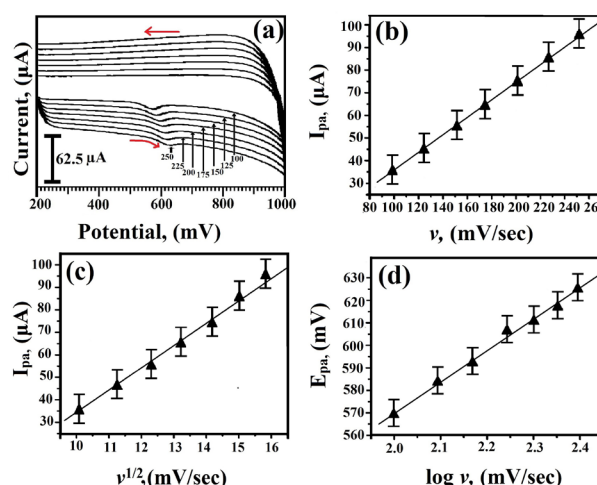 (a)
Current, (μA)
62.5 μA
250
225
200
175
150
125
100
200 400 600 800 1000
Potential, (mV)
(b)
Ipa, (μA)
100
90
80
70
60
50
40
30
80 100 120 140 160 180 200 220 240 26
v, (mV/sec)
(c)
Ipa, (μA)
100
90
80
70
60
50
40
30
10 11 12 13 14 15 16
v1/2,(mV/sec)
(d)
Epa, (mV)
630
620
610
600
590
580
570
560
2.0 2.1 2.2 2.3 2.4
log v, (mV/sec)